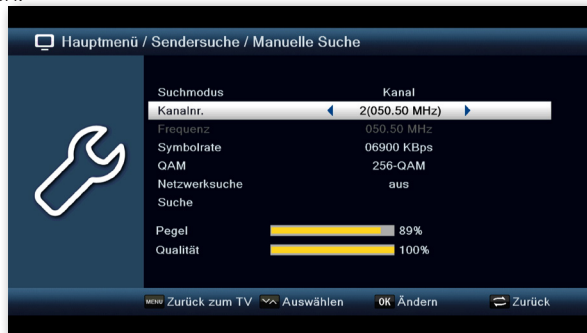 Hauptmenü / Sendersuche / Manuelle Suche
Suchmodus Kanal
Kanalnr. 2(050.50 MHz)
Frequenz 050.50 MHz
Symbolrate 06900 KBps
QAM 256-QAM
Netzwerksuche aus
Suche
Pegel 89%
Qualität 100%
MENU Zurück zum TV Auswählen OK Ändern Zurück